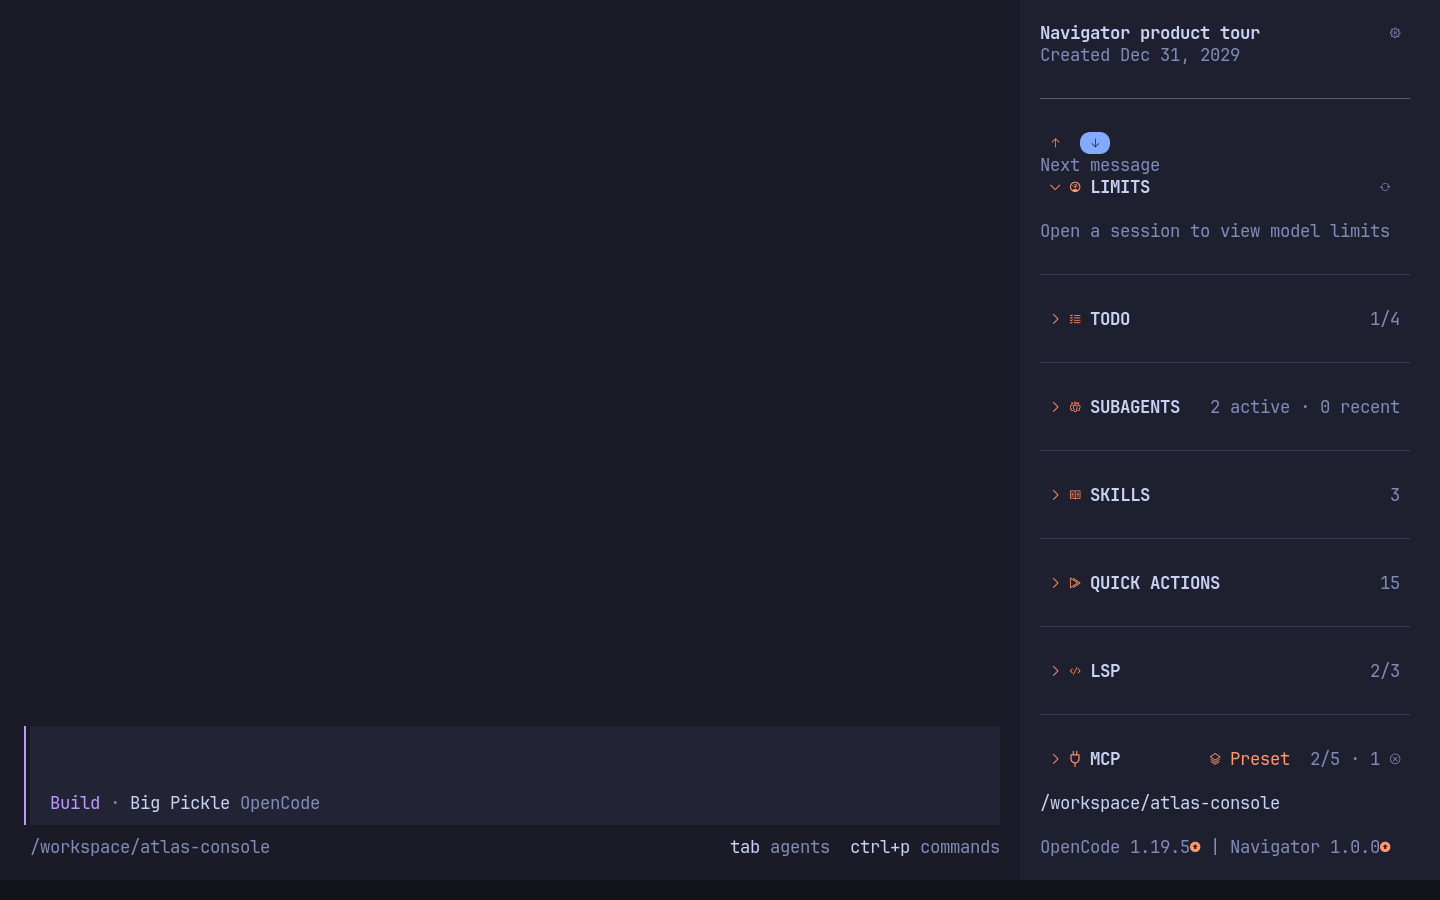 Navigator product tour
Created Dec 31, 2029
Next message
LIMITS
Open a session to view model limits
TODO 1/4
SUBAGENTS 2 active · 0 recent
SKILLS 3
QUICK ACTIONS 15
LSP 2/3
MCP Preset 2/5 · 1
/workspace/atlas-console
OpenCode 1.19.5 | Navigator 1.0.0
Build · Big Pickle OpenCode
/workspace/atlas-console tab agents ctrl+p commands